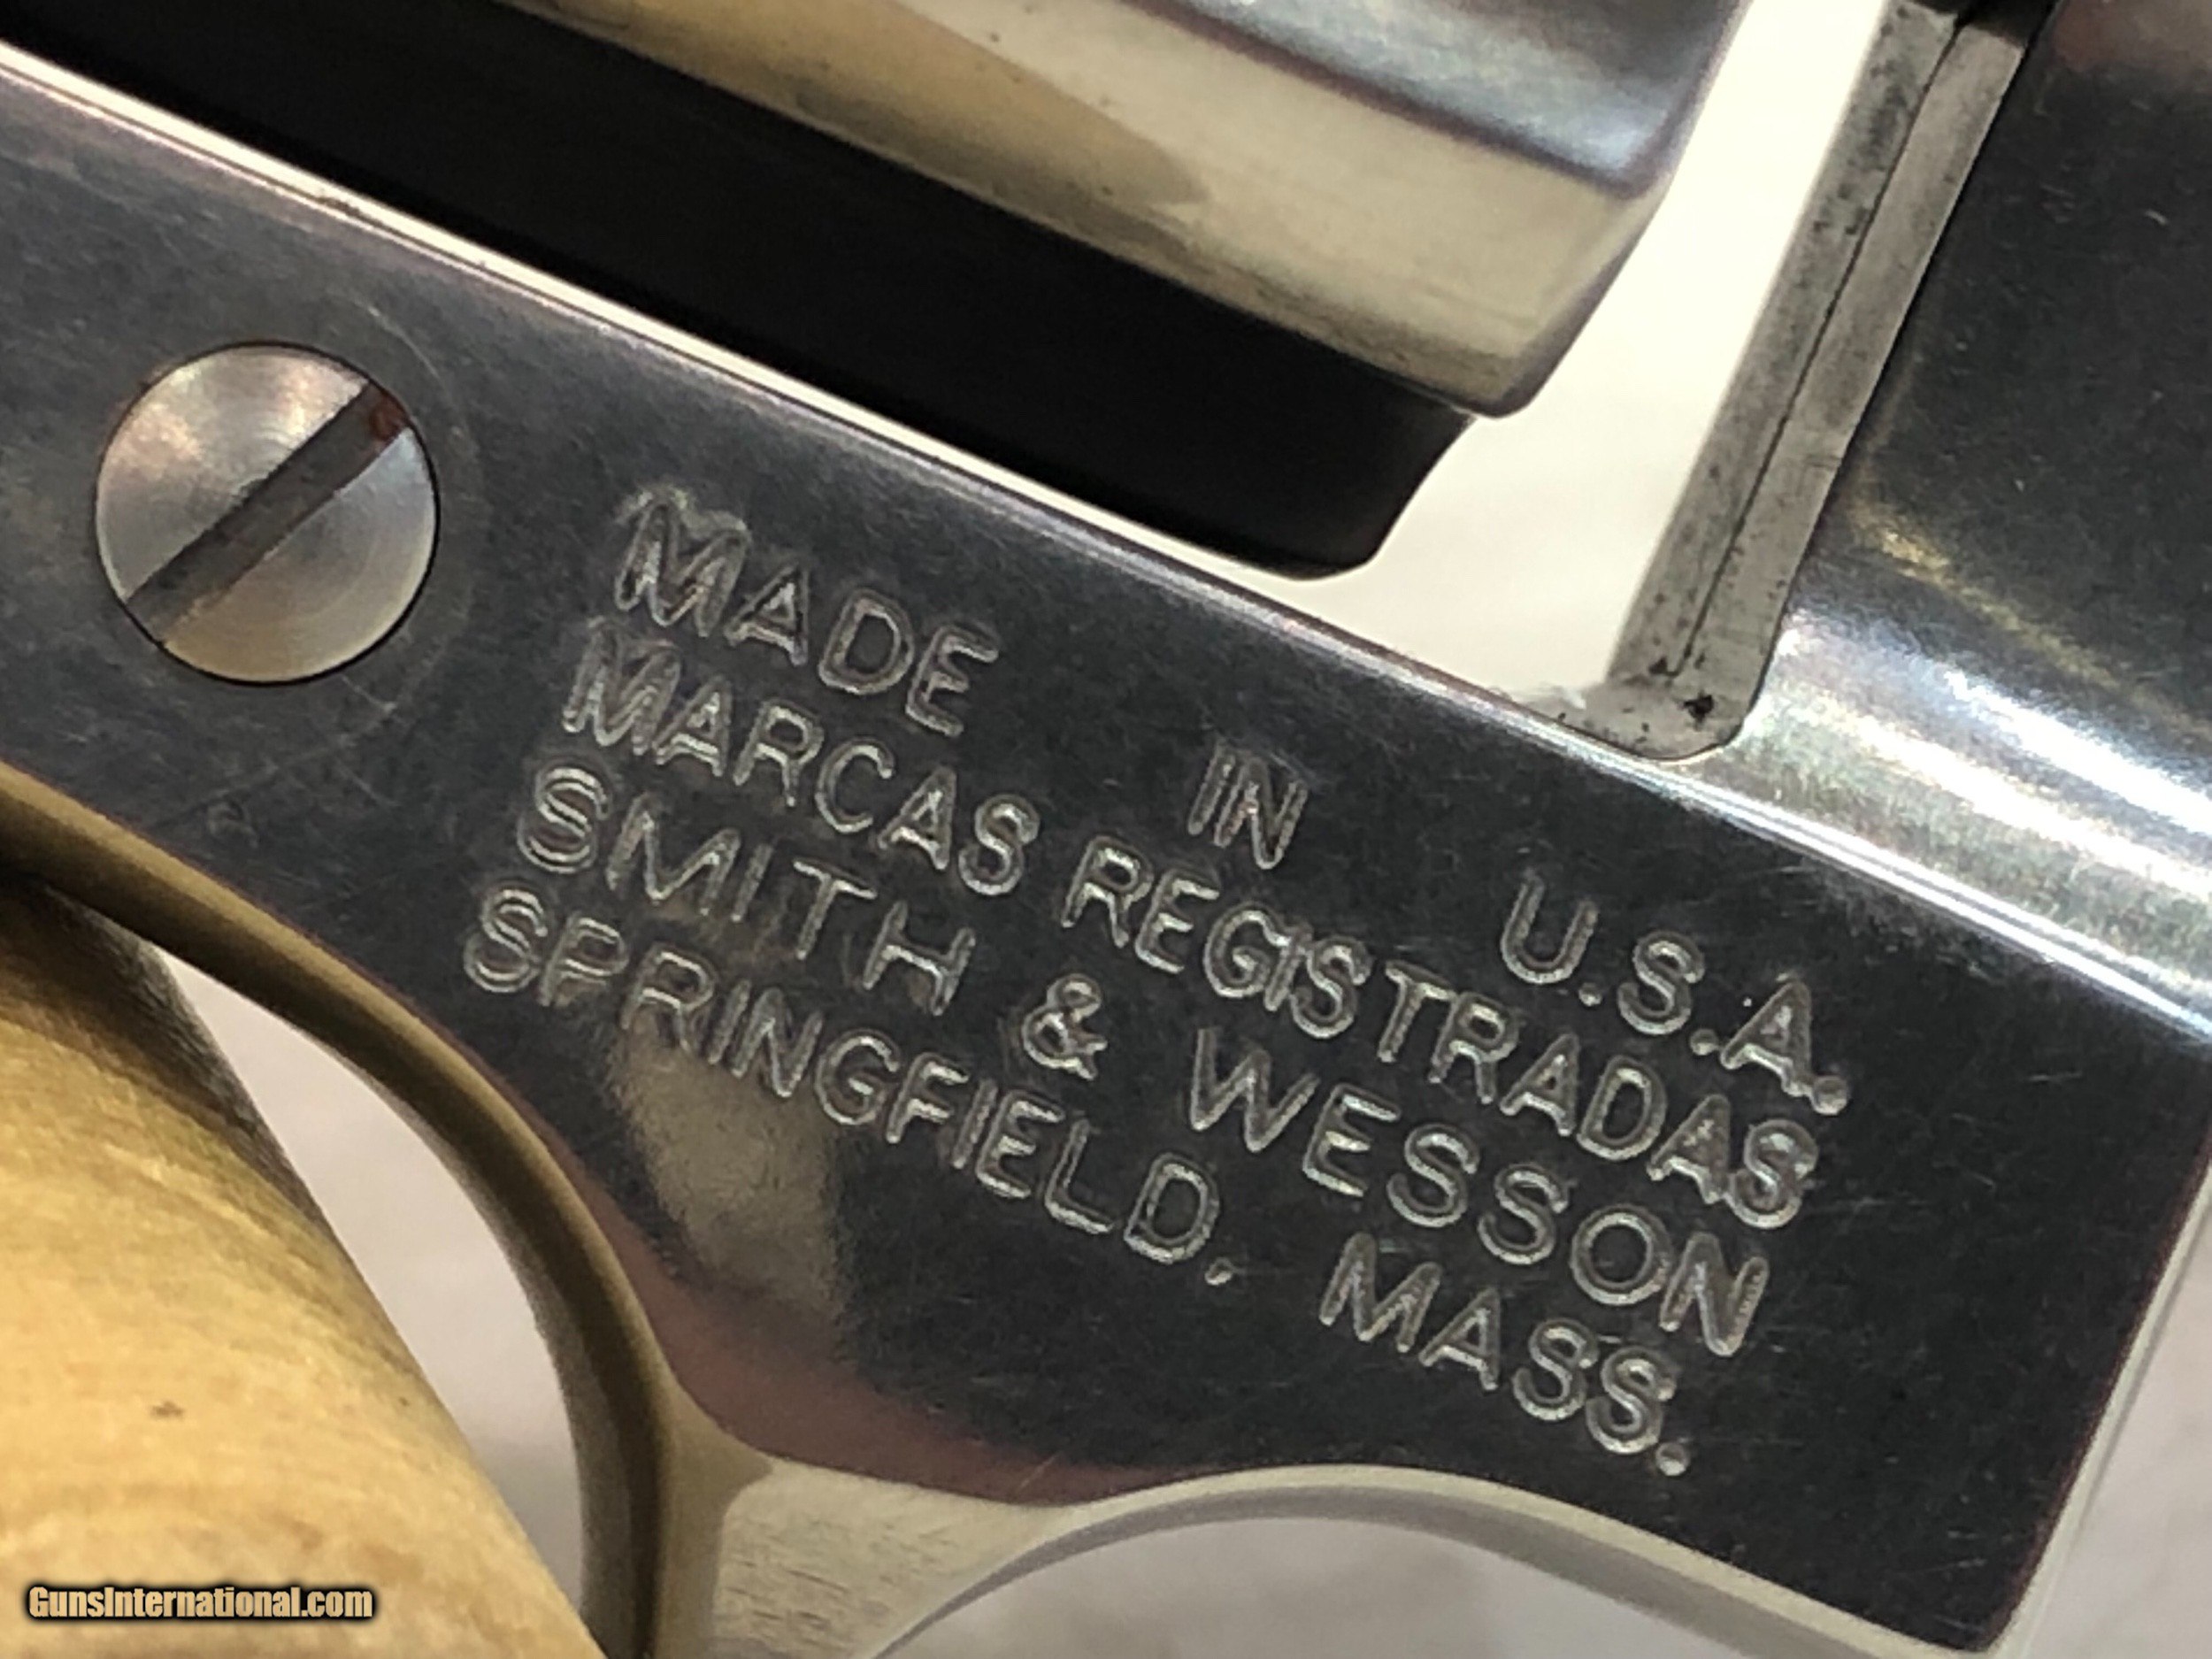 MADE IN U.S.A.
MARCAS REGISTRADAS
SMITH & WESSON
SPRINGFIELD, MASS.
GunsInternational.com